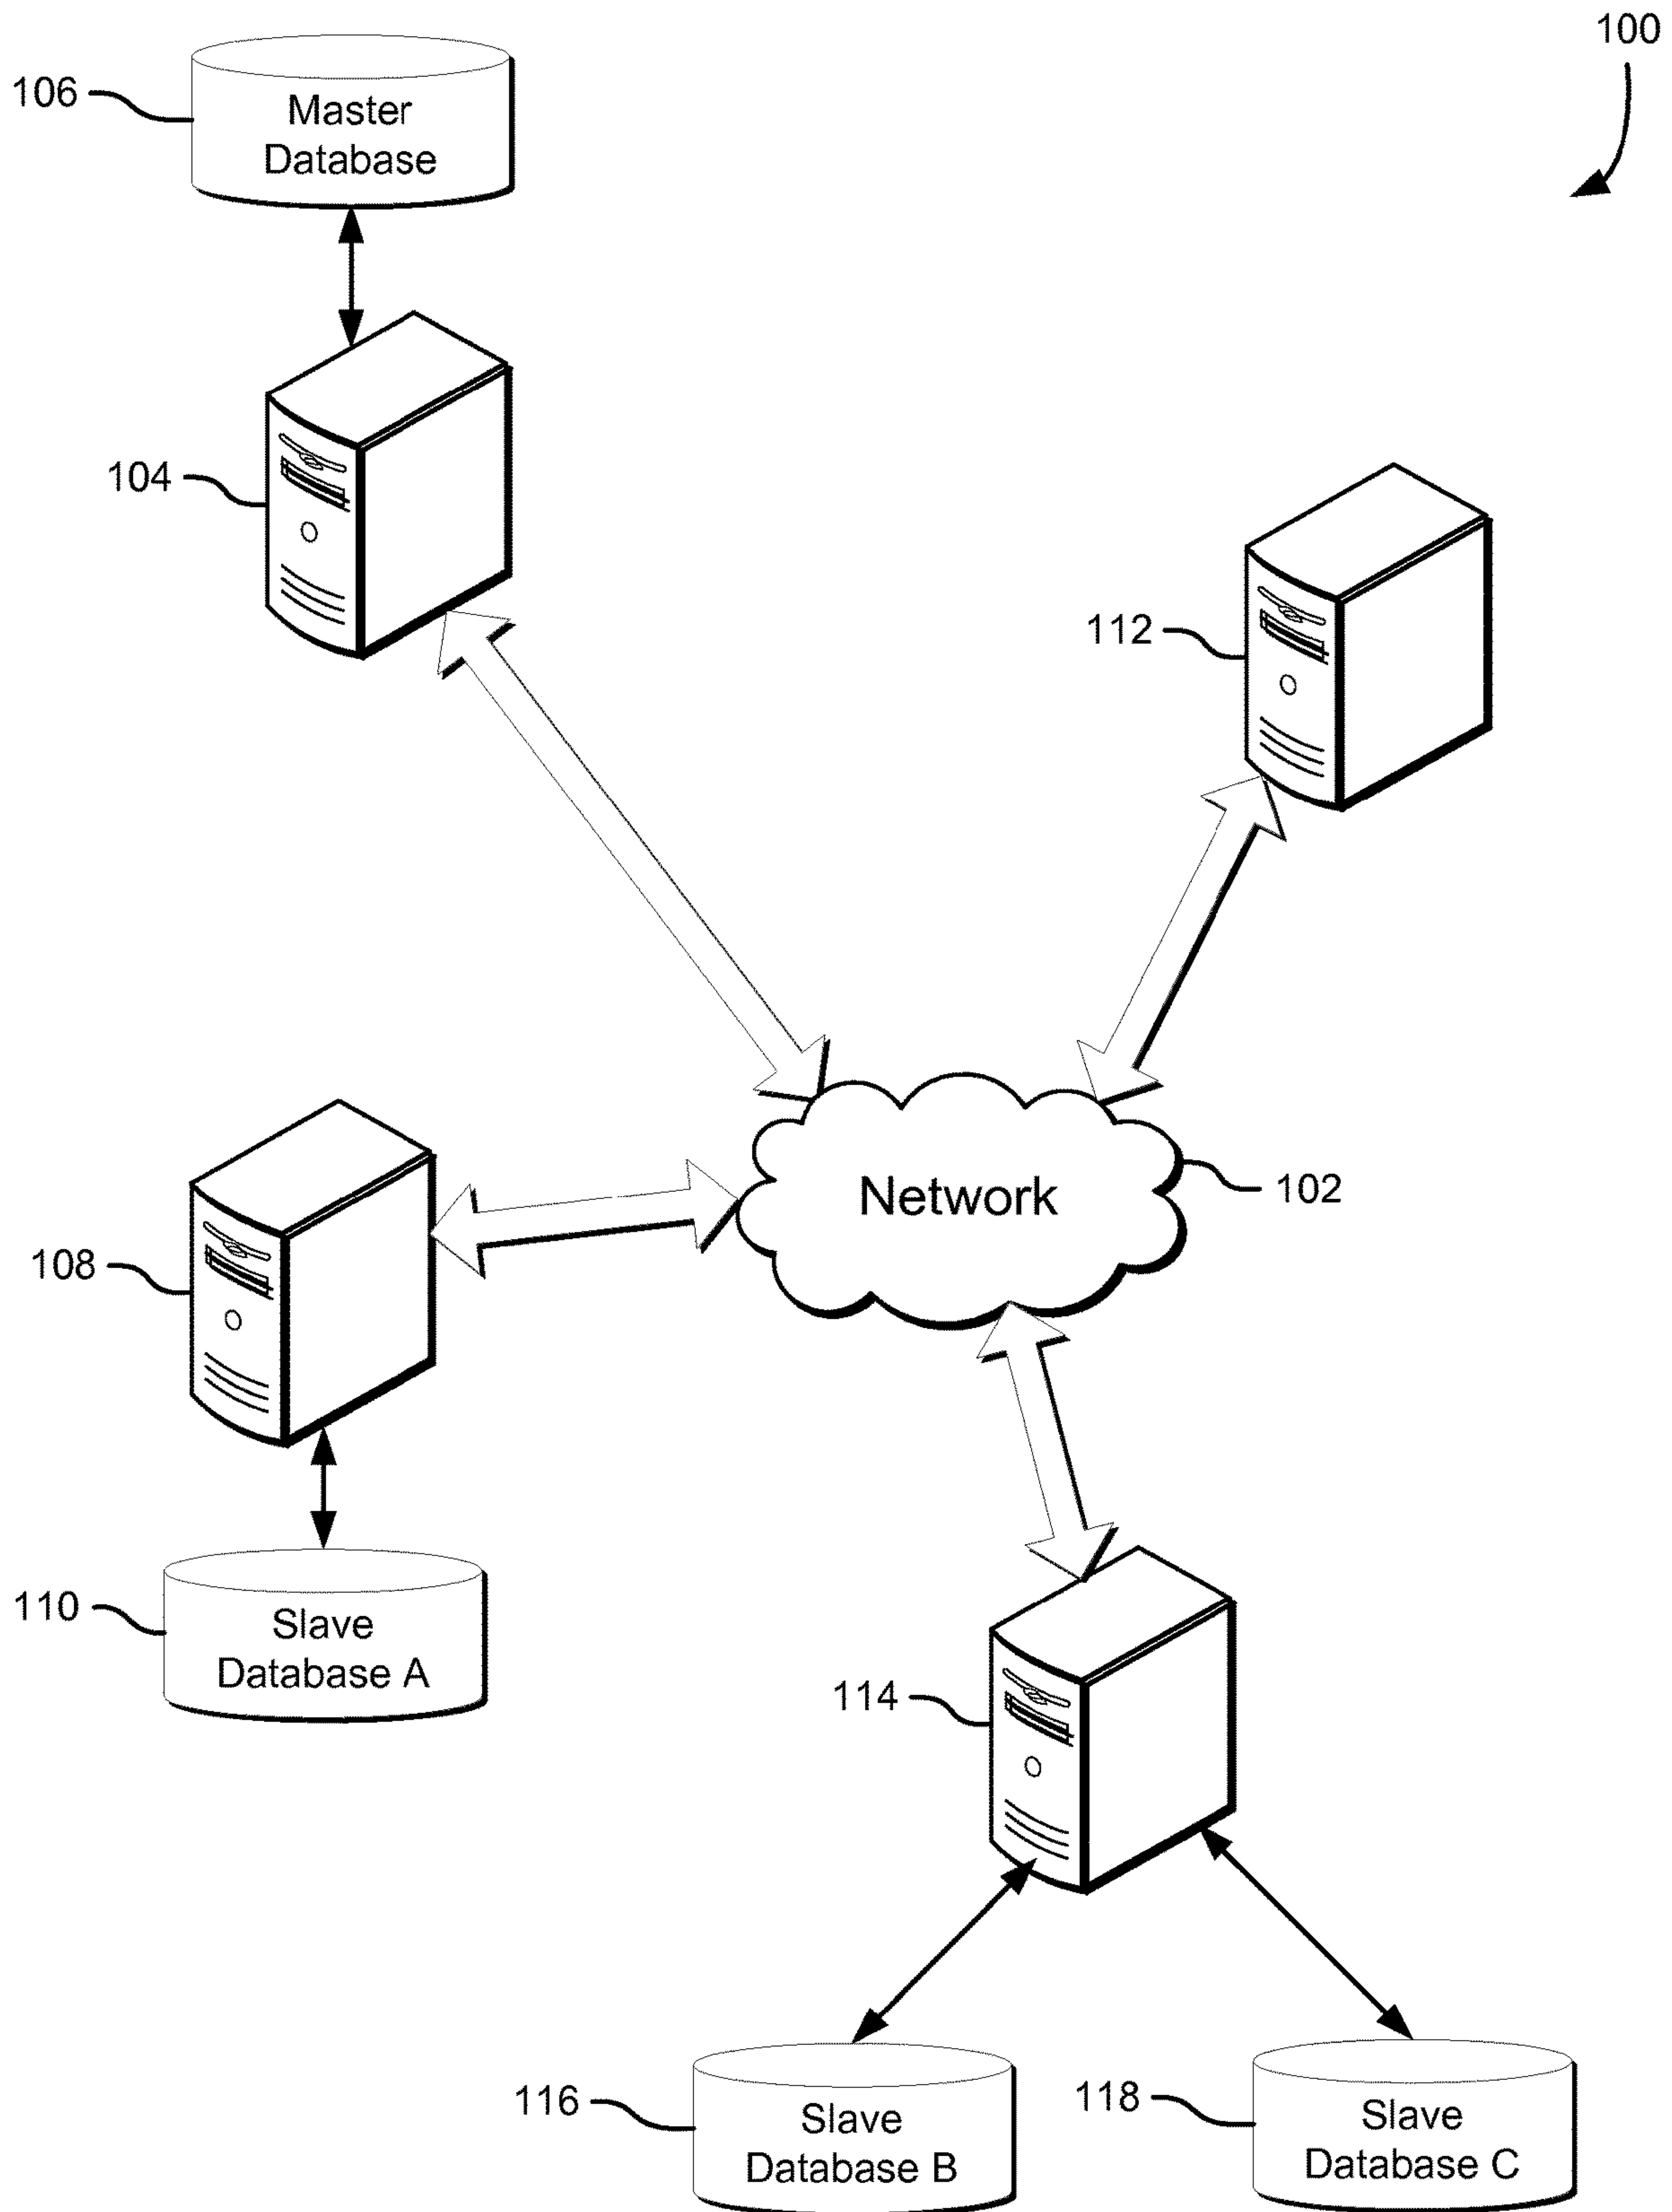 100
106
Master
Database
104
112
Network
102
108
110
Slave
Database A
114
116
Slave
Database B
118
Slave
Database C